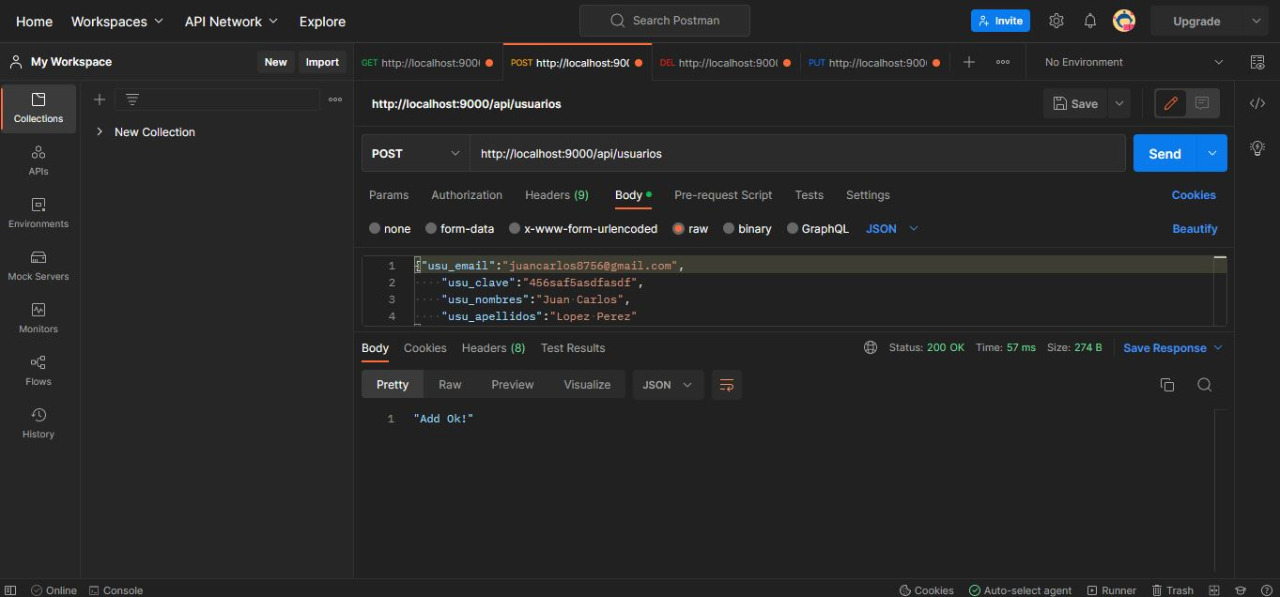 Home Workspaces API Network Explore Search Postman Invite Upgrade
My Workspace New Import GET http://localhost:900 POST http://localhost:90 DEL http://localhost:900 PUT http://localhost:900 No Environment
Collections
New Collection
APIs
Environments
Mock Servers
Monitors
Flows
History
http://localhost:9000/api/usuarios Save
POST http://localhost:9000/api/usuarios Send
Params Authorization Headers (9) Body Pre-request Script Tests Settings Cookies
none form-data x-www-form-urlencoded raw binary GraphQL JSON Beautify
1 {"usu_email":"juancarlos8756@gmail.com",
2 "usu_clave":"456saf5asdfasdf",
3 "usu_nombres":"Juan Carlos",
4 "usu_apellidos":"Lopez Perez"
Body Cookies Headers (8) Test Results Status: 200 OK Time: 57 ms Size: 274 B Save Response
Pretty Raw Preview Visualize JSON
1 "Add Ok!"
Online Console Cookies Auto-select agent Runner Trash